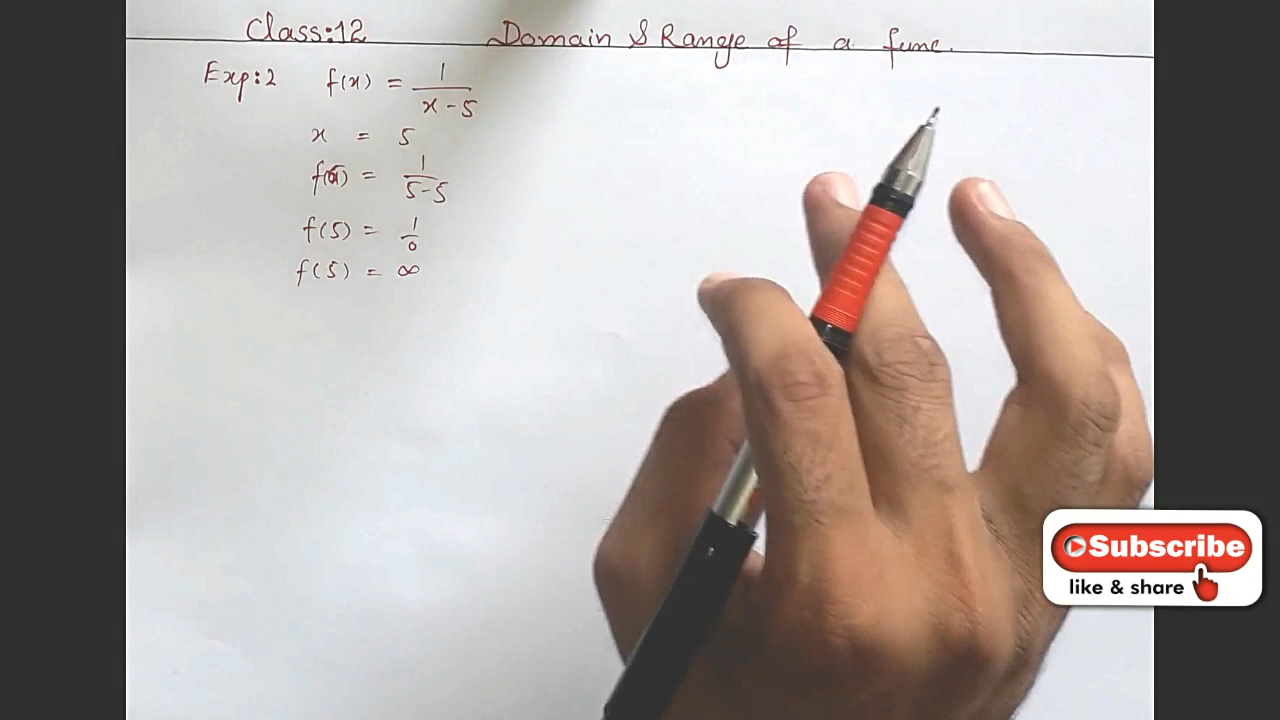 Class:12 Domain & Range of a func.
Exp:2 f(x) = 1/(x - 5)
x = 5
f(5) = 1/(5-5)
f(5) = 1/0
f(5) = ∞
Subscribe
like & share